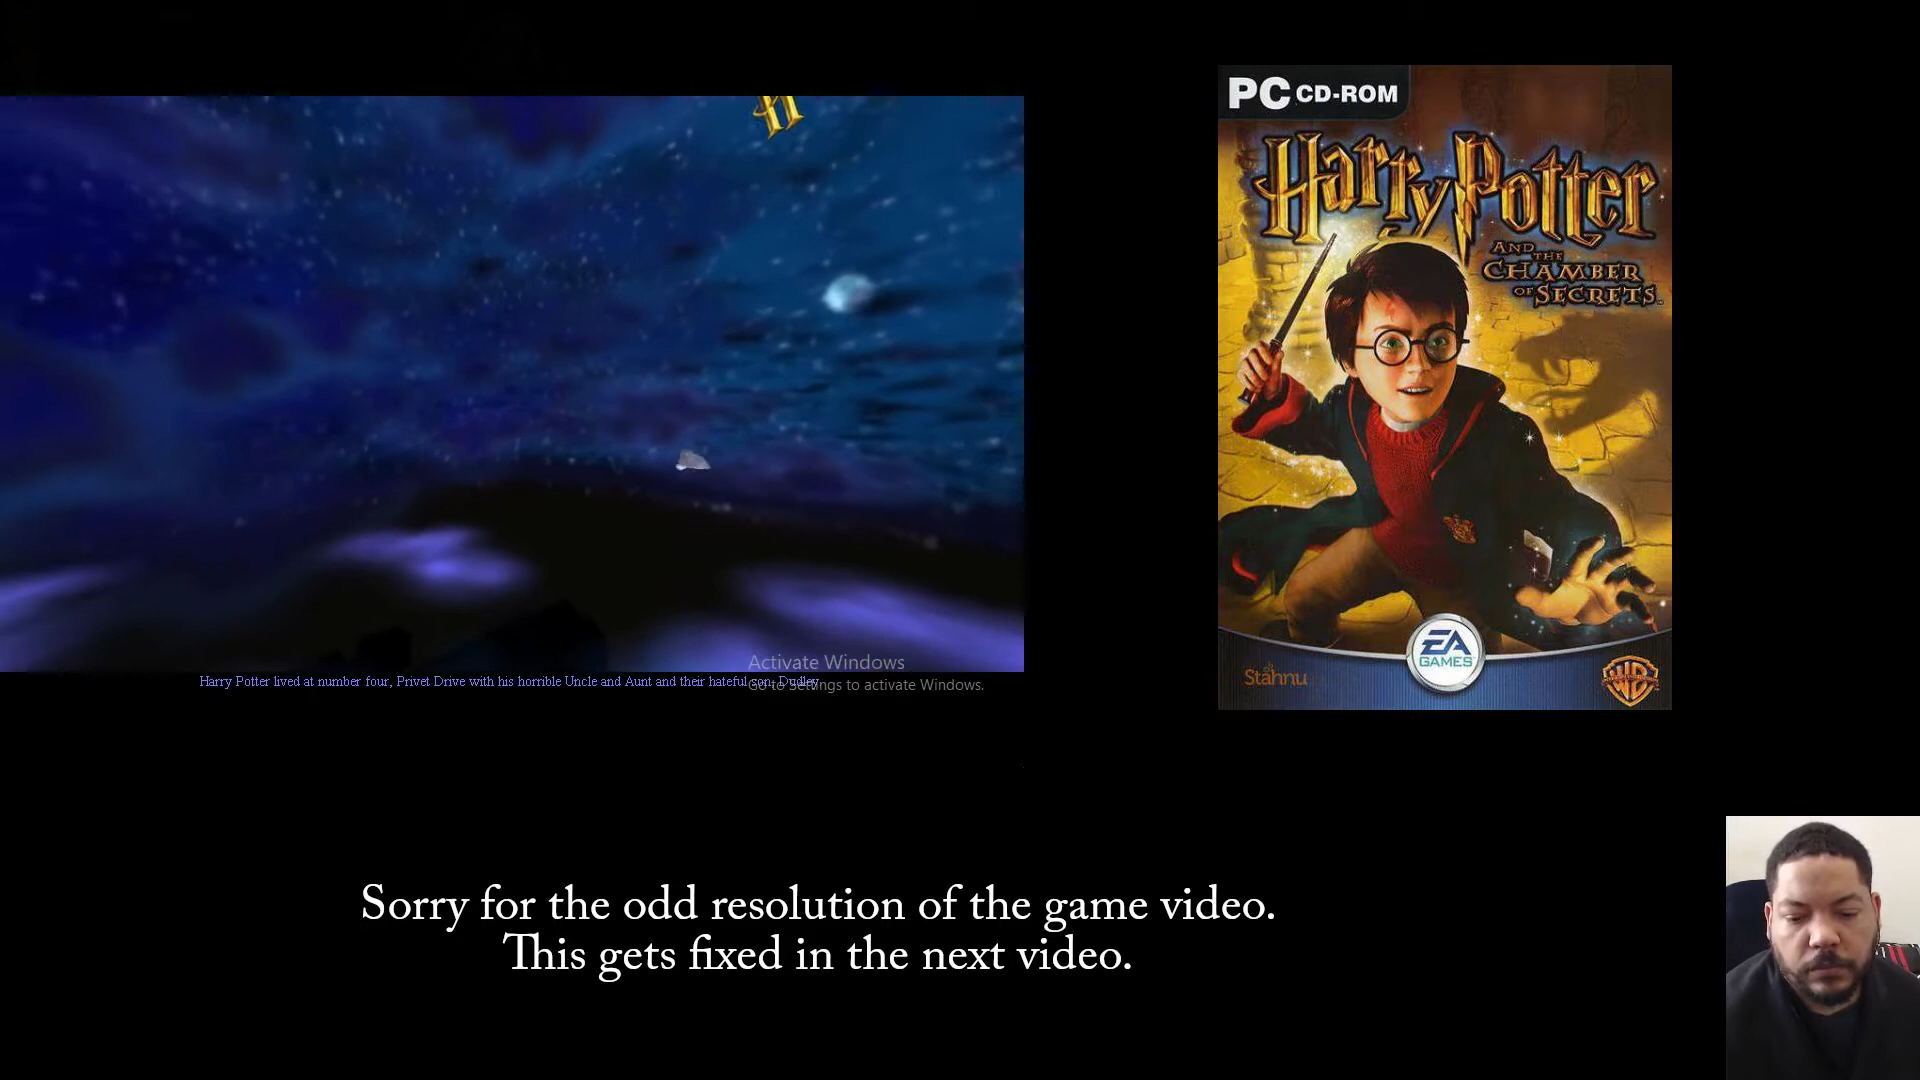 H
Harry Potter lived at number four, Privet Drive with his horrible Uncle and Aunt and their hateful son, Dudley.
Activate Windows
Go to Settings to activate Windows.
PC CD-ROM
Harry Potter
AND THE
CHAMBER
OF SECRETS
EA
GAMES
Stáhnu
WB
Sorry for the odd resolution of the game video.
This gets fixed in the next video.